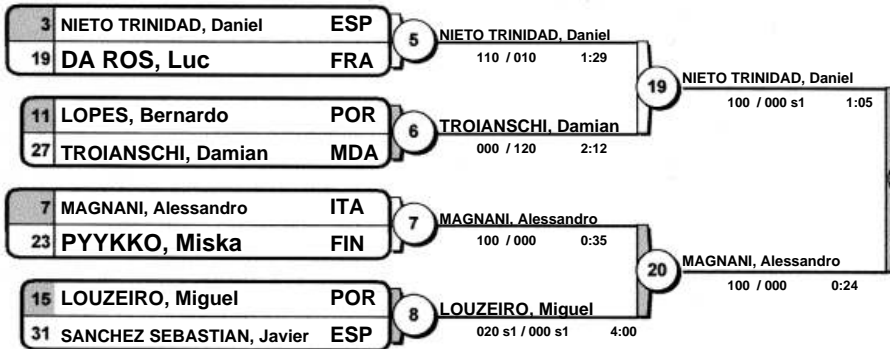 3 NIETO TRINIDAD, Daniel ESP
19 DA ROS, Luc FRA
5
NIETO TRINIDAD, Daniel
110 / 010 1:29
11 LOPES, Bernardo POR
27 TROIANSCHI, Damian MDA
6
TROIANSCHI, Damian
000 / 120 2:12
19
NIETO TRINIDAD, Daniel
100 / 000 s1 1:05
7 MAGNANI, Alessandro ITA
23 PYYKKO, Miska FIN
7
MAGNANI, Alessandro
100 / 000 0:35
15 LOUZEIRO, Miguel POR
31 SANCHEZ SEBASTIAN, Javier ESP
8
LOUZEIRO, Miguel
020 s1 / 000 s1 4:00
20
MAGNANI, Alessandro
100 / 000 0:24